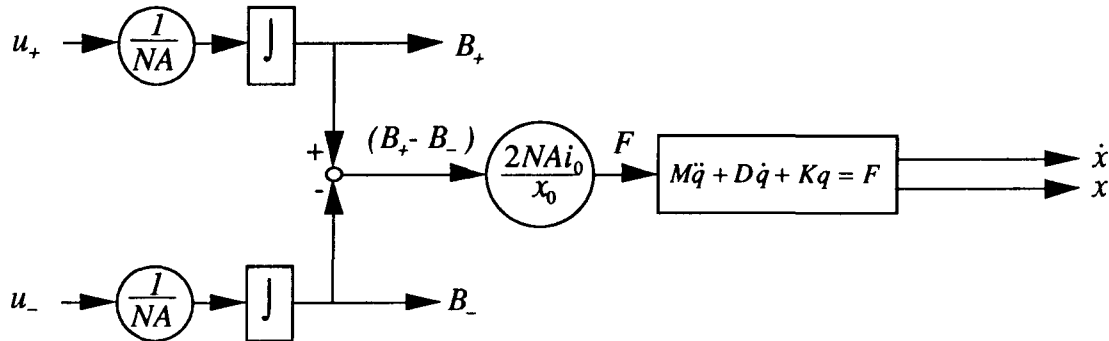 u₊ 1/NA ∫ B₊
+ (B₊ - B₋) 2NAi₀/x₀ F Mq̈ + Dq̇ + Kq = F ẋ
- x
u₋ 1/NA ∫ B₋